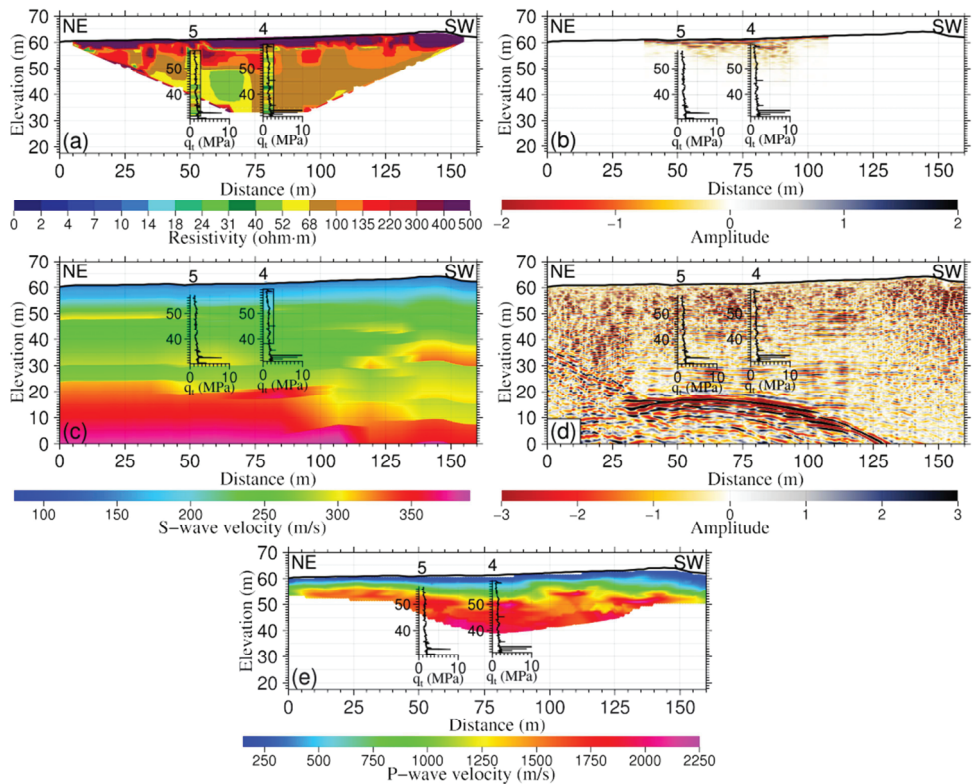 NE 5 4 SW
70
60
50
40
30
20
Elevation (m)
50
40
0 10
qt (MPa)
0 10
qt (MPa)
(a)
0 25 50 75 100 125 150
Distance (m)
0 2 4 7 10 14 18 24 31 40 52 68 100 135 220 300 400 500
Resistivity (ohm·m)
NE 5 4 SW
70
60
50
40
30
20
Elevation (m)
50
40
0 10
qt (MPa)
0 10
qt (MPa)
(b)
0 25 50 75 100 125 150
Distance (m)
−2 −1 0 1 2
Amplitude
NE 5 4 SW
70
60
50
40
30
20
10
0
Elevation (m)
50
40
0 10
qt (MPa)
0 10
qt (MPa)
(c)
0 25 50 75 100 125 150
Distance (m)
100 150 200 250 300 350
S−wave velocity (m/s)
NE 5 4 SW
70
60
50
40
30
20
10
0
Elevation (m)
50
40
0 10
qt (MPa)
0 10
qt (MPa)
(d)
0 25 50 75 100 125 150
Distance (m)
−3 −2 −1 0 1 2 3
Amplitude
NE 5 4 SW
70
60
50
40
30
20
Elevation (m)
50
40
0 10
qt (MPa)
0 10
qt (MPa)
(e)
0 25 50 75 100 125 150
Distance (m)
250 500 750 1000 1250 1500 1750 2000 2250
P−wave velocity (m/s)